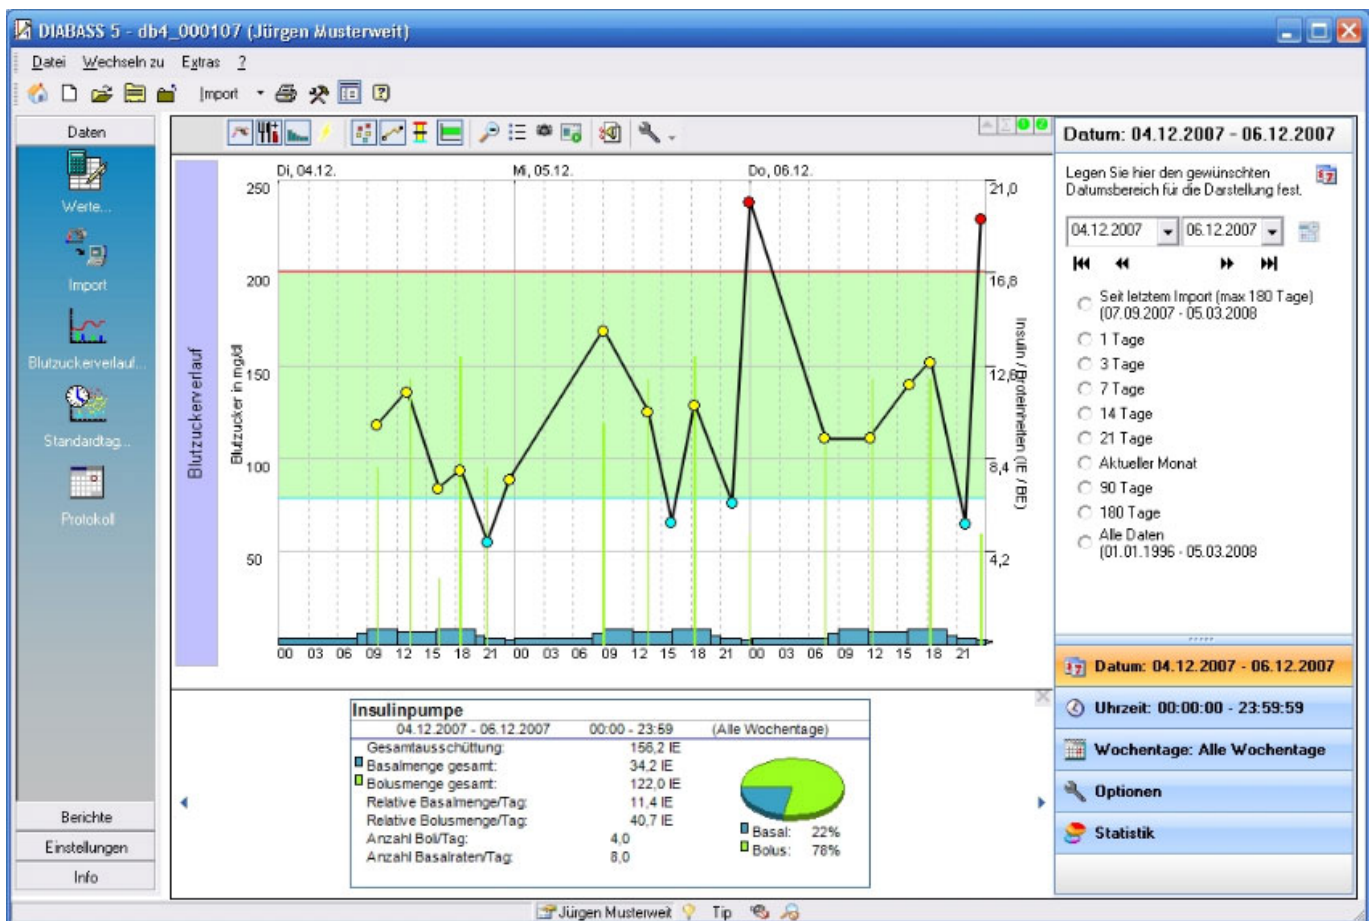 DIABASS 5 - db4_000107 (Jürgen Musterweit)
Datei Wechseln zu Extras ?
Import
Daten
Werte...
Import
Blutzuckerverlauf...
Standardtag...
Protokoll
Berichte
Einstellungen
Info
Di, 04.12. Mi, 05.12. Do, 06.12.
Blutzuckerverlauf
Blutzucker in mg/dl
250
200
150
100
50
21,0
16,8
12,6
8,4
4,2
Insulin / Broteinheiten (IE / BE)
00 03 06 09 12 15 18 21 00 03 06 09 12 15 18 21 00 03 06 09 12 15 18 21
Insulinpumpe
04.12.2007 - 06.12.2007 00:00 - 23:59 (Alle Wochentage)
Gesamtausschüttung: 156,2 IE
Basalmenge gesamt: 34,2 IE
Bolusmenge gesamt: 122,0 IE
Relative Basalmenge/Tag: 11,4 IE
Relative Bolusmenge/Tag: 40,7 IE
Anzahl Boli/Tag: 4,0
Anzahl Basalraten/Tag: 8,0
Basal: 22%
Bolus: 78%
Datum: 04.12.2007 - 06.12.2007
Legen Sie hier den gewünschten
Datumsbereich für die Darstellung fest.
04.12.2007 06.12.2007
Seit letztem Import (max 180 Tage)
(07.09.2007 - 05.03.2008
1 Tage
3 Tage
7 Tage
14 Tage
21 Tage
Aktueller Monat
90 Tage
180 Tage
Alle Daten
(01.01.1996 - 05.03.2008
Datum: 04.12.2007 - 06.12.2007
Uhrzeit: 00:00:00 - 23:59:59
Wochentage: Alle Wochentage
Optionen
Statistik
Jürgen Musterweit Tip